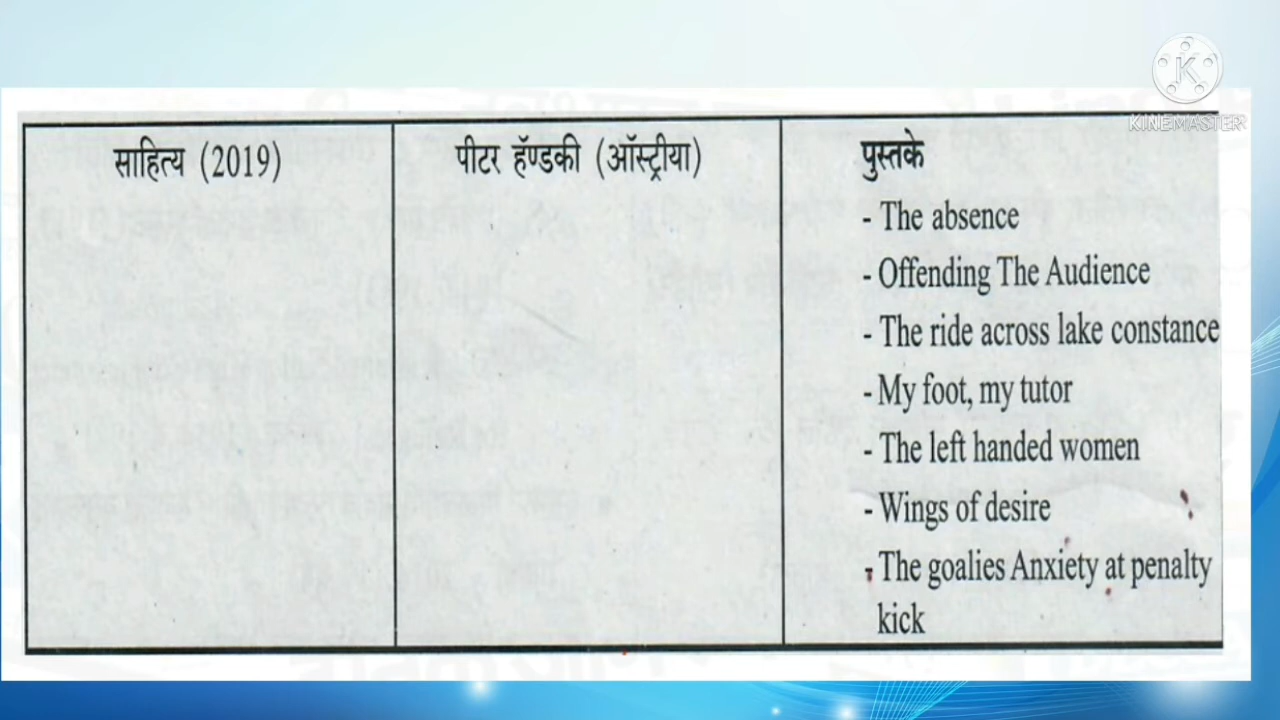 KINEMASTER
साहित्य (2019)
पीटर हॅण्डकी (ऑस्ट्रीया)
पुस्तके
- The absence
- Offending The Audience
- The ride across lake constance
- My foot, my tutor
- The left handed women
- Wings of desire
- The goalies Anxiety at penalty
kick